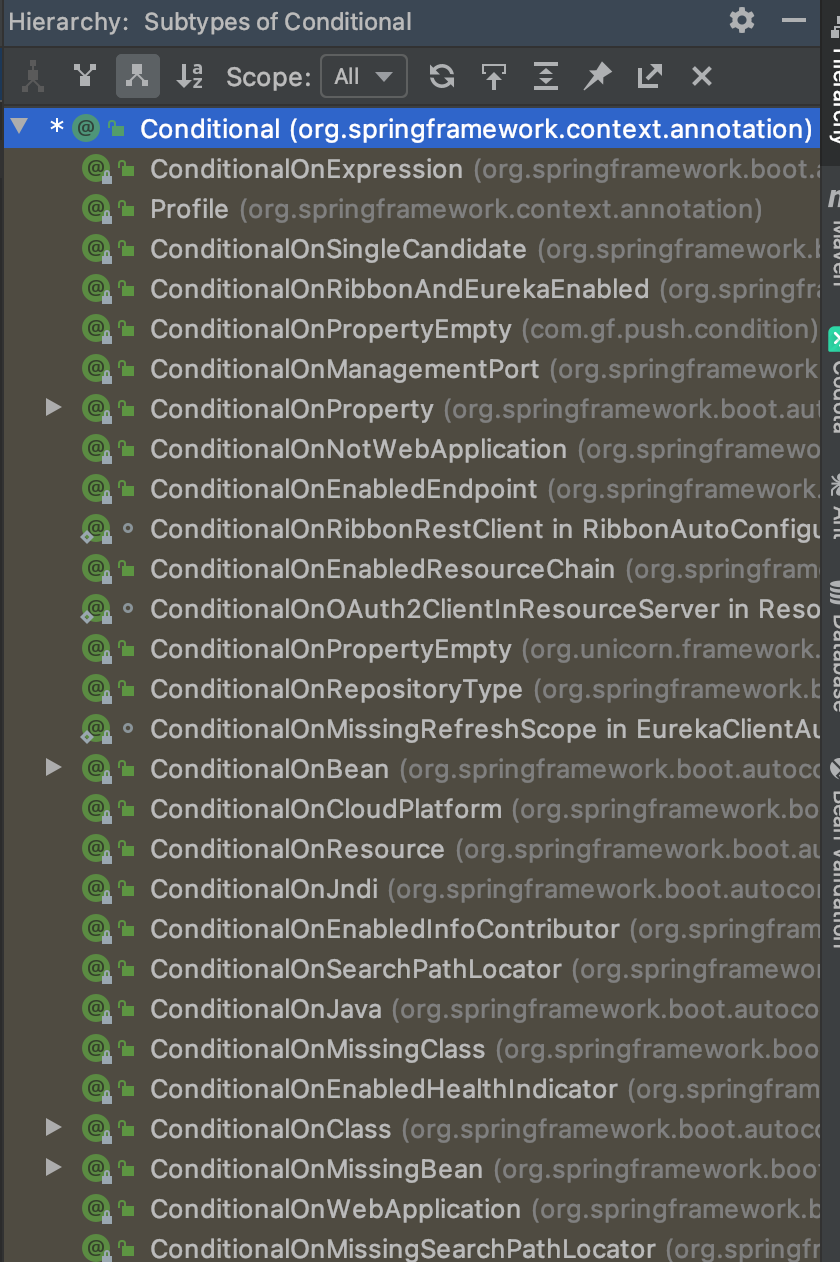 Hierarchy: Subtypes of Conditional
Scope: All
* Conditional (org.springframework.context.annotation)
ConditionalOnExpression (org.springframework.boot.
Profile (org.springframework.context.annotation)
ConditionalOnSingleCandidate (org.springframework.
ConditionalOnRibbonAndEurekaEnabled (org.springfr
ConditionalOnPropertyEmpty (com.gf.push.condition)
ConditionalOnManagementPort (org.springframework
ConditionalOnProperty (org.springframework.boot.aut
ConditionalOnNotWebApplication (org.springframewo
ConditionalOnEnabledEndpoint (org.springframework.
ConditionalOnRibbonRestClient in RibbonAutoConfigu
ConditionalOnEnabledResourceChain (org.springfram
ConditionalOnOAuth2ClientInResourceServer in Reso
ConditionalOnPropertyEmpty (org.unicorn.framework.
ConditionalOnRepositoryType (org.springframework.b
ConditionalOnMissingRefreshScope in EurekaClientAu
ConditionalOnBean (org.springframework.boot.autoco
ConditionalOnCloudPlatform (org.springframework.bo
ConditionalOnResource (org.springframework.boot.au
ConditionalOnJndi (org.springframework.boot.autocon
ConditionalOnEnabledInfoContributor (org.springfram
ConditionalOnSearchPathLocator (org.springframewor
ConditionalOnJava (org.springframework.boot.autoco
ConditionalOnMissingClass (org.springframework.boo
ConditionalOnEnabledHealthIndicator (org.springfram
ConditionalOnClass (org.springframework.boot.autoco
ConditionalOnMissingBean (org.springframework.boo
ConditionalOnWebApplication (org.springframework.b
ConditionalOnMissingSearchPathLocator (org.springfr
Hierarchy
Maven
Ant
Database
Bean Validation